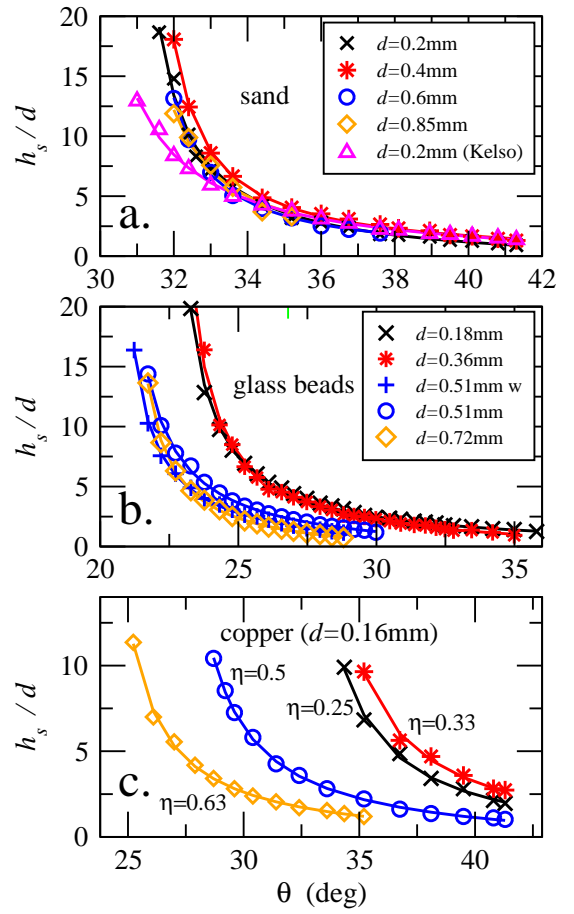 20
15
10
5
0
h_s/d
sand
a.
d=0.2mm
d=0.4mm
d=0.6mm
d=0.85mm
d=0.2mm (Kelso)
30 32 34 36 38 40 42
20
15
10
5
0
h_s/d
glass beads
b.
d=0.18mm
d=0.36mm
d=0.51mm w
d=0.51mm
d=0.72mm
20 25 30 35
10
5
0
h_s/d
copper (d=0.16mm)
η=0.5
η=0.25
η=0.33
η=0.63
c.
25 30 35 40
θ (deg)